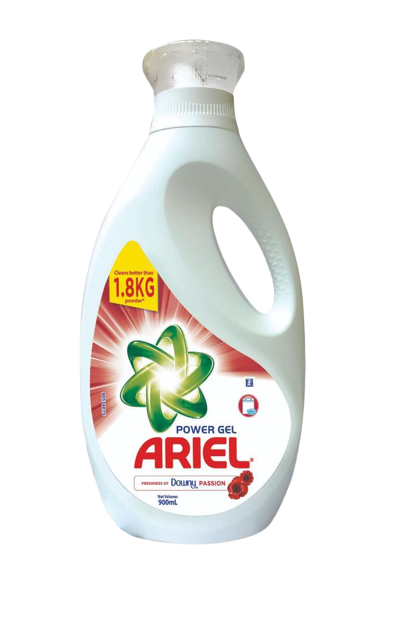 Cleans better than
1.8KG
powder*
POWER GEL
ARIEL
FRESHNESS OF Downy PASSION
Net Volume:
900mL